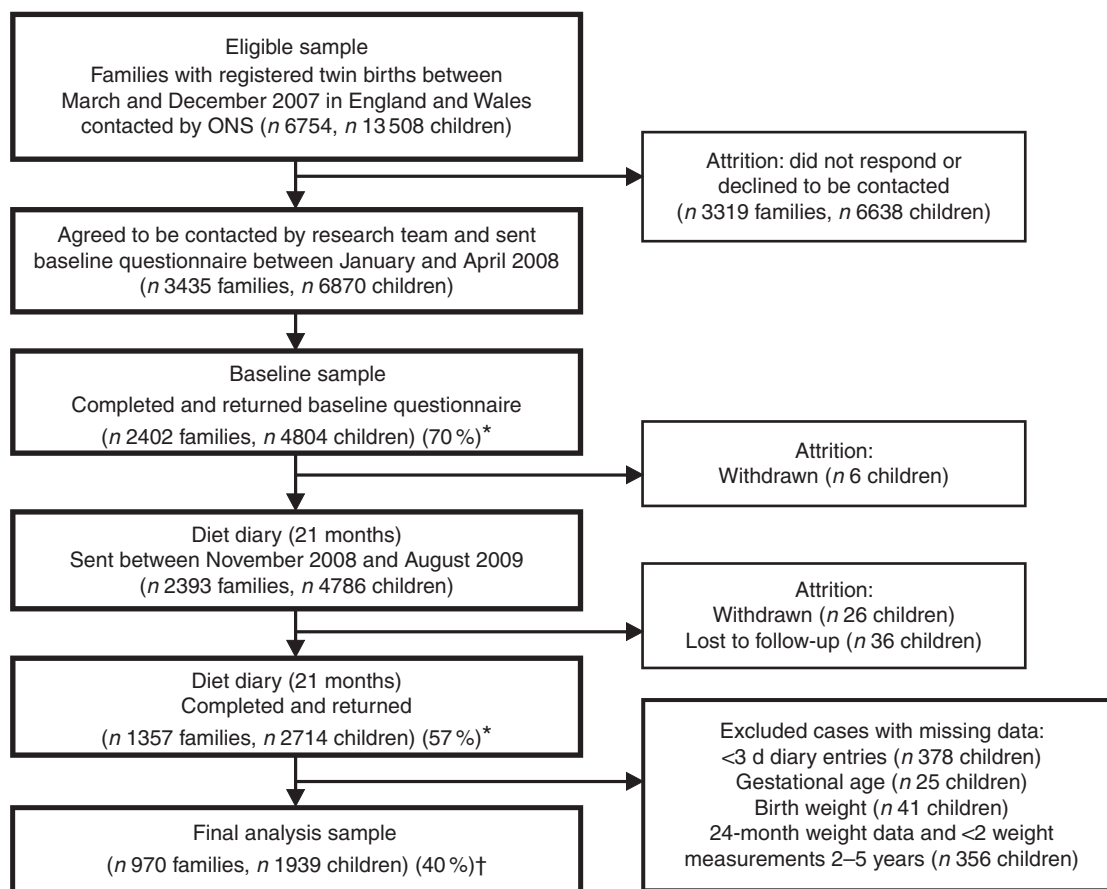 Eligible sample
Families with registered twin births between
March and December 2007 in England and Wales
contacted by ONS (n 6754, n 13 508 children)
Attrition: did not respond or
declined to be contacted
(n 3319 families, n 6638 children)
Agreed to be contacted by research team and sent
baseline questionnaire between January and April 2008
(n 3435 families, n 6870 children)
Baseline sample
Completed and returned baseline questionnaire
(n 2402 families, n 4804 children) (70 %)*
Attrition:
Withdrawn (n 6 children)
Diet diary (21 months)
Sent between November 2008 and August 2009
(n 2393 families, n 4786 children)
Attrition:
Withdrawn (n 26 children)
Lost to follow-up (n 36 children)
Diet diary (21 months)
Completed and returned
(n 1357 families, n 2714 children) (57 %)*
Excluded cases with missing data:
<3 d diary entries (n 378 children)
Gestational age (n 25 children)
Birth weight (n 41 children)
24-month weight data and <2 weight
measurements 2–5 years (n 356 children)
Final analysis sample
(n 970 families, n 1939 children) (40 %)†